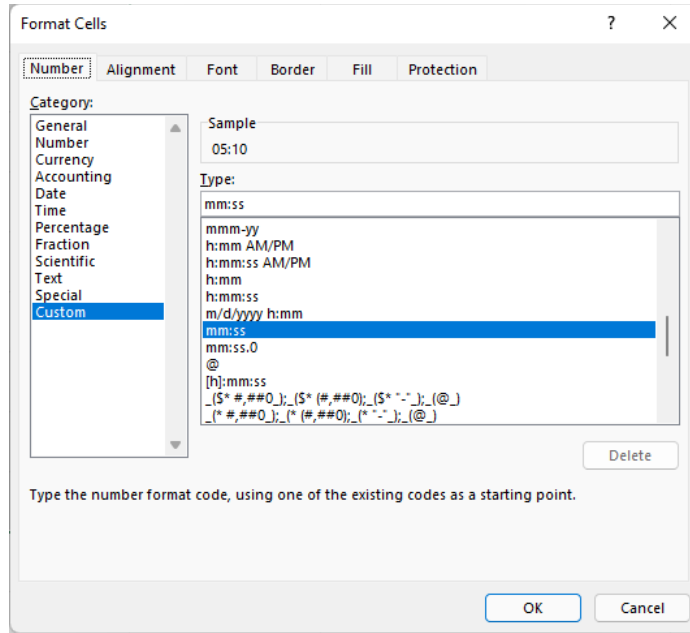 Format Cells ? ×
Number Alignment Font Border Fill Protection
Category:
General
Number
Currency
Accounting
Date
Time
Percentage
Fraction
Scientific
Text
Special
Custom
Sample
05:10
Type:
mm:ss
mmm-yy
h:mm AM/PM
h:mm:ss AM/PM
h:mm
h:mm:ss
m/d/yyyy h:mm
mm:ss
mm:ss.0
@
[h]:mm:ss
_($* #,##0_);_($* (#,##0);_($* "-"_);_(@_)
_(* #,##0_);_(* (#,##0);_(* "-"_);_(@_)
Delete
Type the number format code, using one of the existing codes as a starting point.
OK Cancel